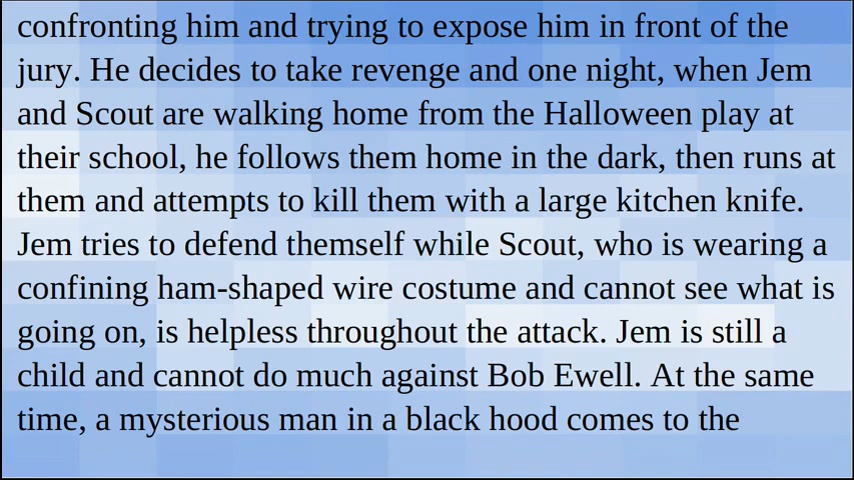 confronting him and trying to expose him in front of the
jury. He decides to take revenge and one night, when Jem
and Scout are walking home from the Halloween play at
their school, he follows them home in the dark, then runs at
them and attempts to kill them with a large kitchen knife.
Jem tries to defend themself while Scout, who is wearing a
confining ham-shaped wire costume and cannot see what is
going on, is helpless throughout the attack. Jem is still a
child and cannot do much against Bob Ewell. At the same
time, a mysterious man in a black hood comes to the